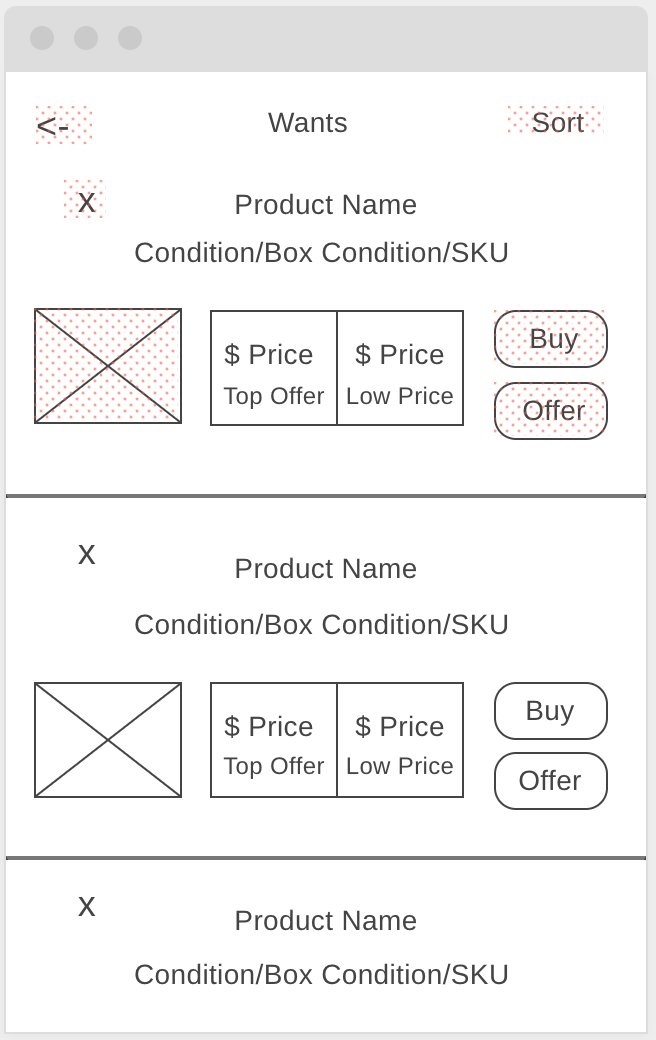 <- Wants Sort
x Product Name
Condition/Box Condition/SKU
$ Price $ Price Buy
Top Offer Low Price Offer
x Product Name
Condition/Box Condition/SKU
$ Price $ Price Buy
Top Offer Low Price Offer
x Product Name
Condition/Box Condition/SKU